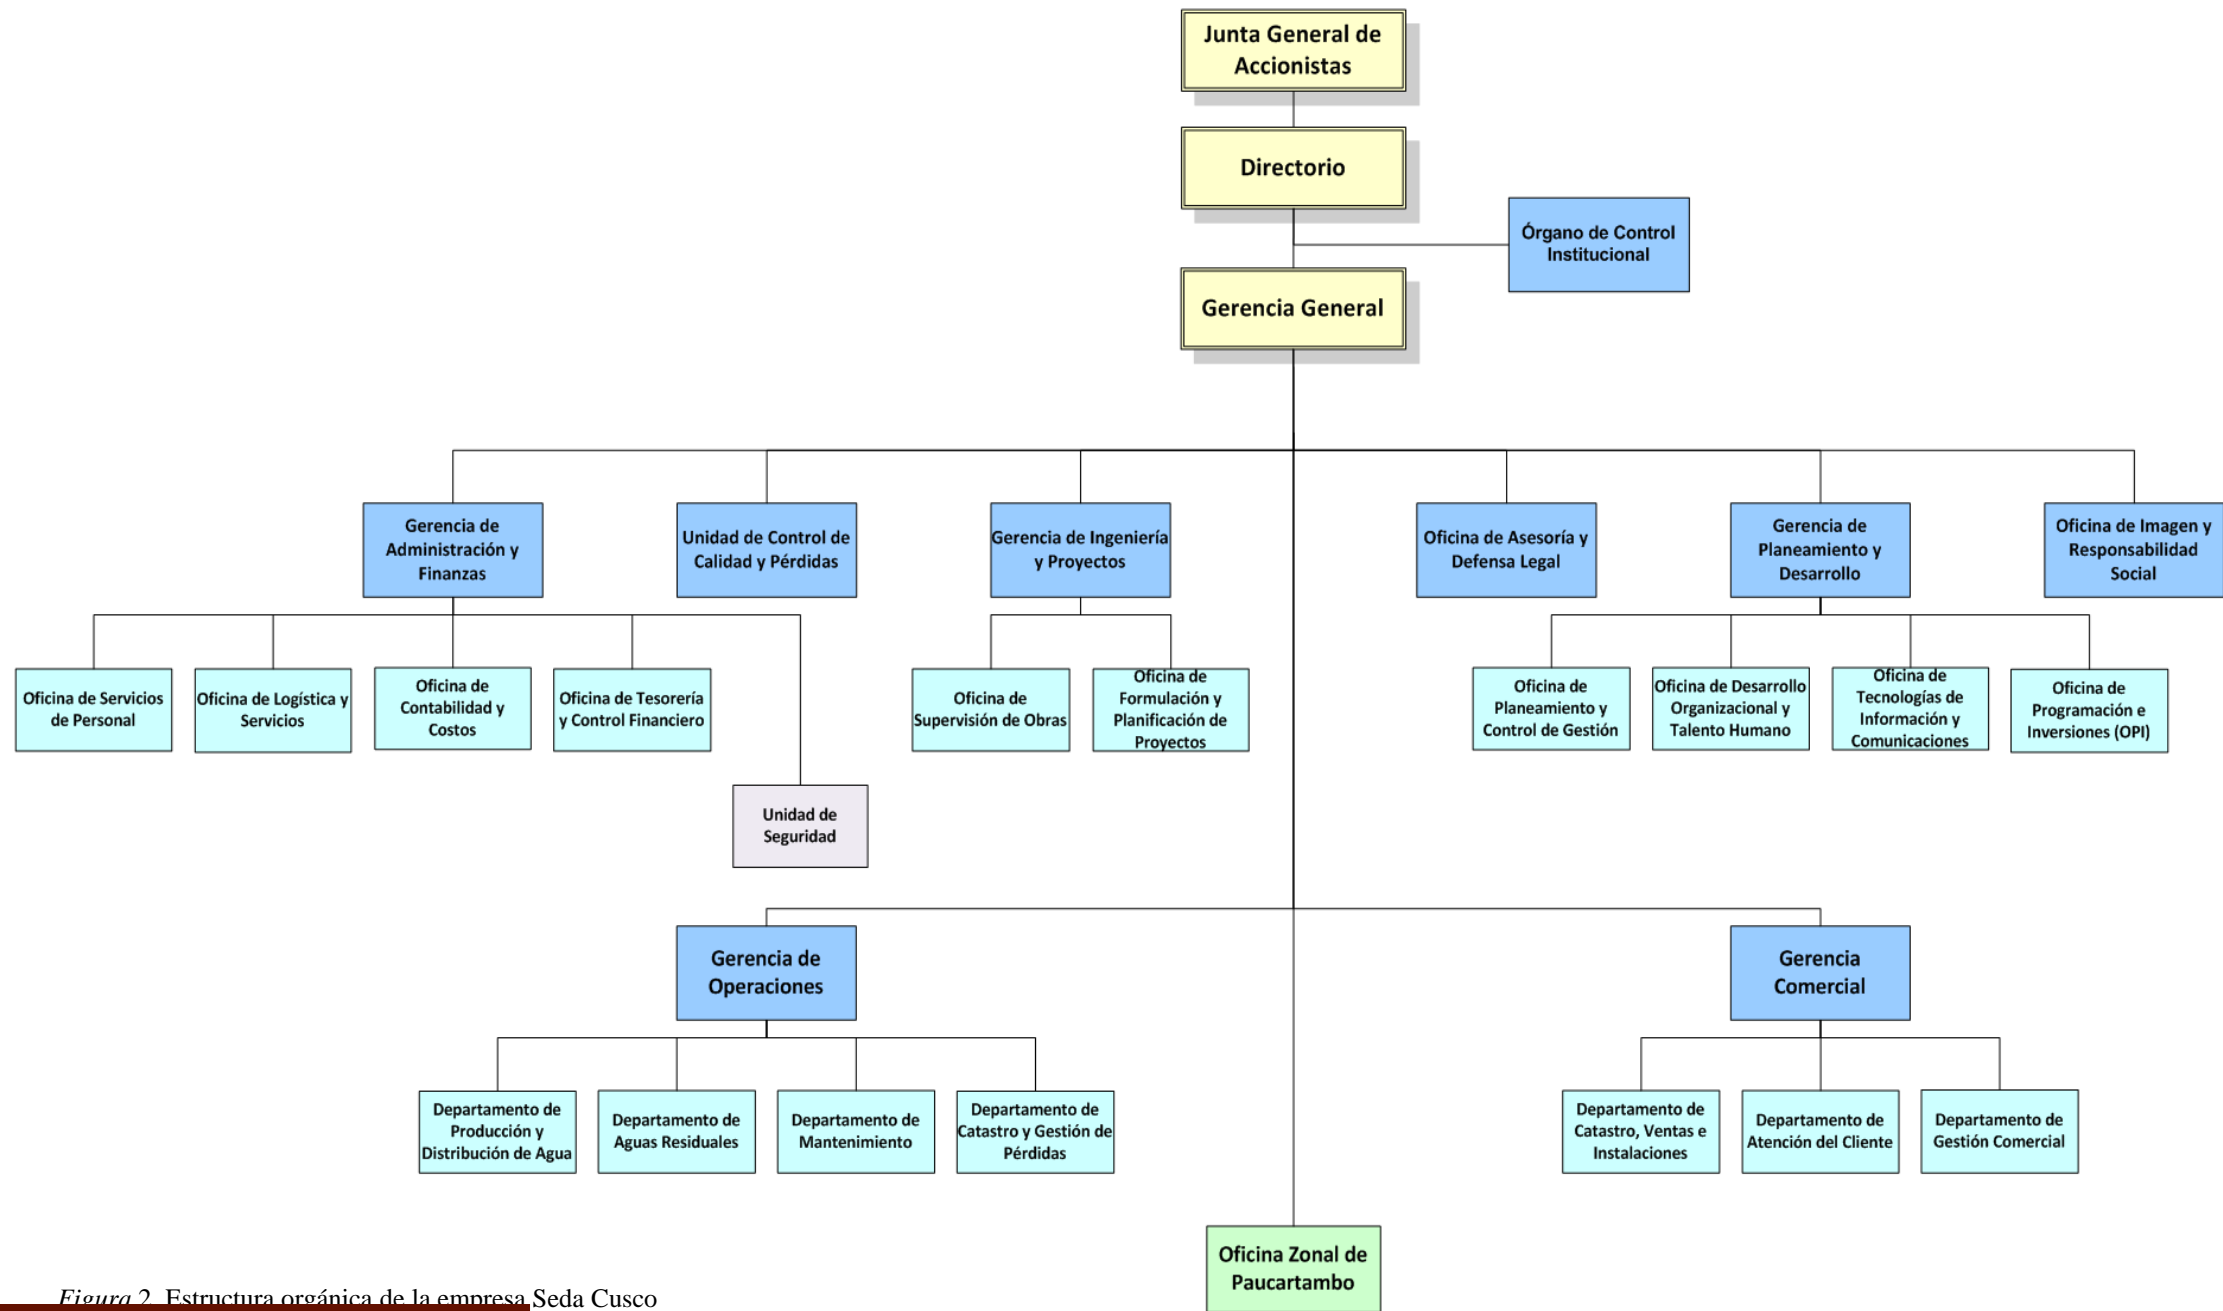 Junta General de
Accionistas
Directorio
Órgano de Control
Institucional
Gerencia General
Gerencia de
Administración y
Finanzas
Unidad de Control de
Calidad y Pérdidas
Gerencia de Ingeniería
y Proyectos
Oficina de Asesoría y
Defensa Legal
Gerencia de
Planeamiento y
Desarrollo
Oficina de Imagen y
Responsabilidad
Social
Oficina de Servicios
de Personal
Oficina de Logística y
Servicios
Oficina de
Contabilidad y
Costos
Oficina de Tesorería
y Control Financiero
Oficina de
Supervisión de Obras
Oficina de
Formulación y
Planificación de
Proyectos
Oficina de
Planeamiento y
Control de Gestión
Oficina de Desarrollo
Organizacional y
Talento Humano
Oficina de
Tecnologías de
Información y
Comunicaciones
Oficina de
Programación e
Inversiones (OPI)
Unidad de
Seguridad
Gerencia de
Operaciones
Gerencia
Comercial
Departamento de
Producción y
Distribución de Agua
Departamento de
Aguas Residuales
Departamento de
Mantenimiento
Departamento de
Catastro y Gestión de
Pérdidas
Departamento de
Catastro, Ventas e
Instalaciones
Departamento de
Atención del Cliente
Departamento de
Gestión Comercial
Oficina Zonal de
Paucartambo
Figura 2. Estructura orgánica de la empresa Seda Cusco